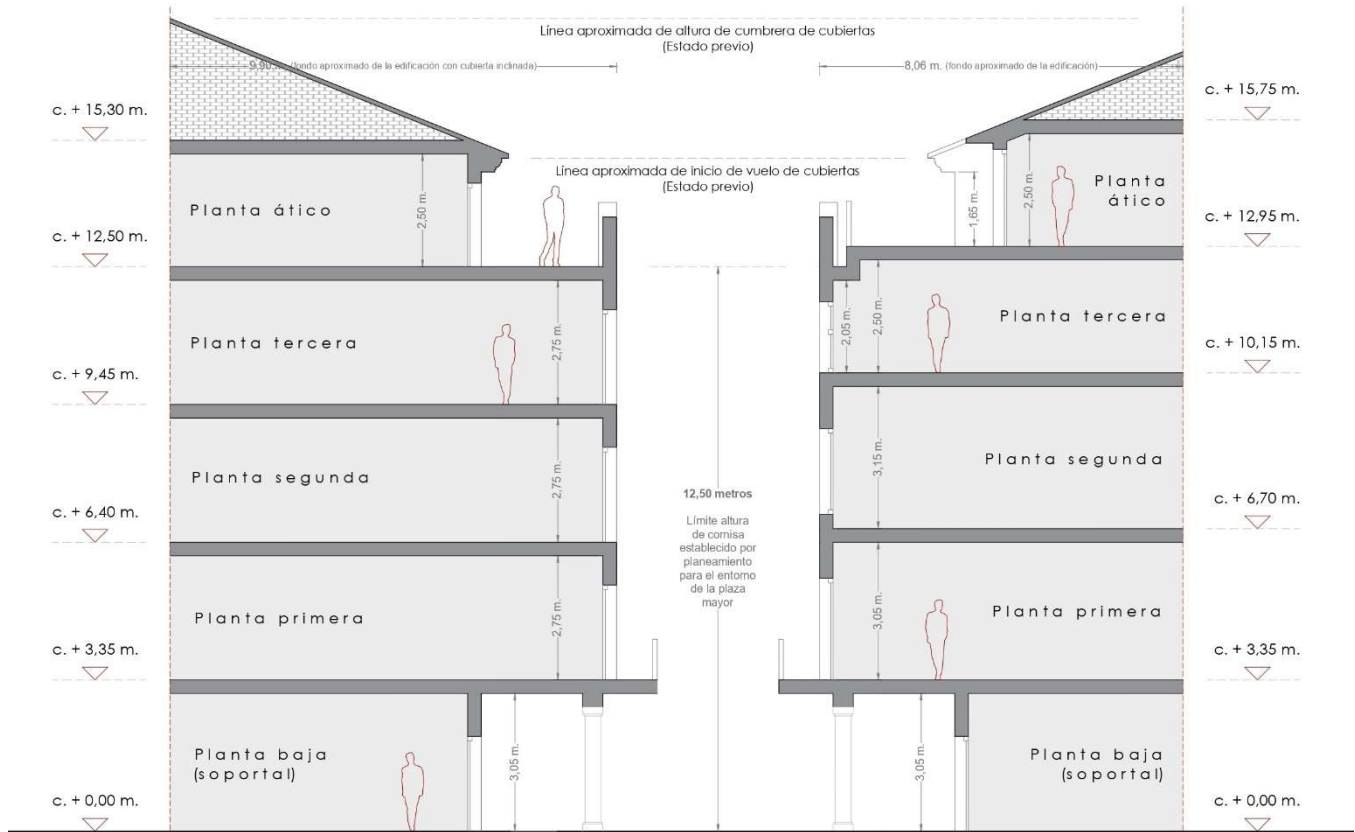 Línea aproximada de altura de cumbrera de cubiertas
(Estado previo)
9,90 m. (fondo aproximado de la edificación con cubierta inclinada)
8,06 m. (fondo aproximado de la edificación)
c. + 15,30 m.
c. + 15,75 m.
Línea aproximada de inicio de vuelo de cubiertas
(Estado previo)
Planta ático
2,50 m.
1,65 m.
2,50 m.
Planta
ático
c. + 12,50 m.
c. + 12,95 m.
Planta tercera
2,75 m.
2,05 m.
2,50 m.
Planta tercera
c. + 9,45 m.
c. + 10,15 m.
Planta segunda
2,75 m.
3,15 m.
Planta segunda
12,50 metros
Límite altura
de cornisa
establecido por
planeamiento
para el entorno
de la plaza
mayor
c. + 6,40 m.
c. + 6,70 m.
Planta primera
2,75 m.
3,05 m.
Planta primera
c. + 3,35 m.
c. + 3,35 m.
Planta baja
(soportal)
3,05 m.
3,05 m.
Planta baja
(soportal)
c. + 0,00 m.
c. + 0,00 m.